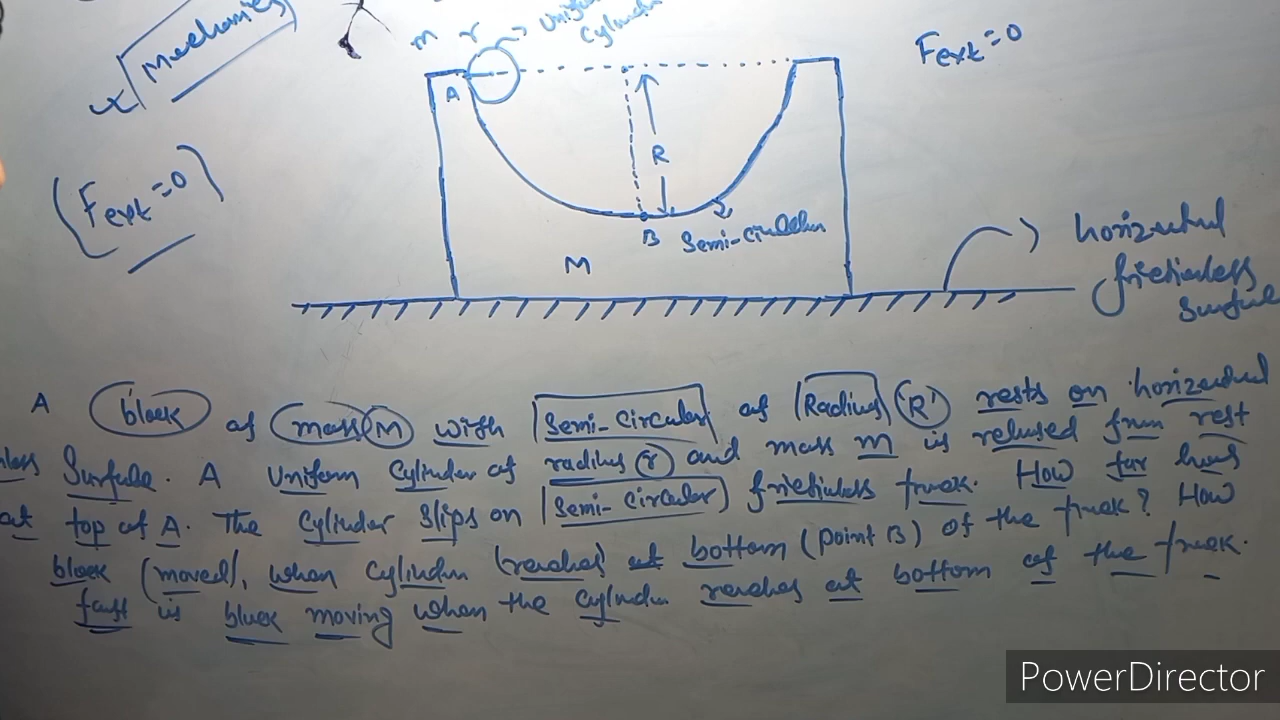 Mechanics
m r → Uniform
Cylinder
Fext = 0
A
(Fext = 0)
R
B Semi-circular
M
horizontal
frictionless
Surface
A block of mass M with Semi-circular of Radius 'R' rests on horizontal
Surface. A Uniform Cylinder of radius r and mass m is relesed from rest
at top of A. The Cylinder Slips on Semi-circular frictionless track. How far has
block (moved), when Cylinder (reaches) at bottom (point B) of the track? How
fast is block moving when the cylinder reaches at bottom of the track.
PowerDirector